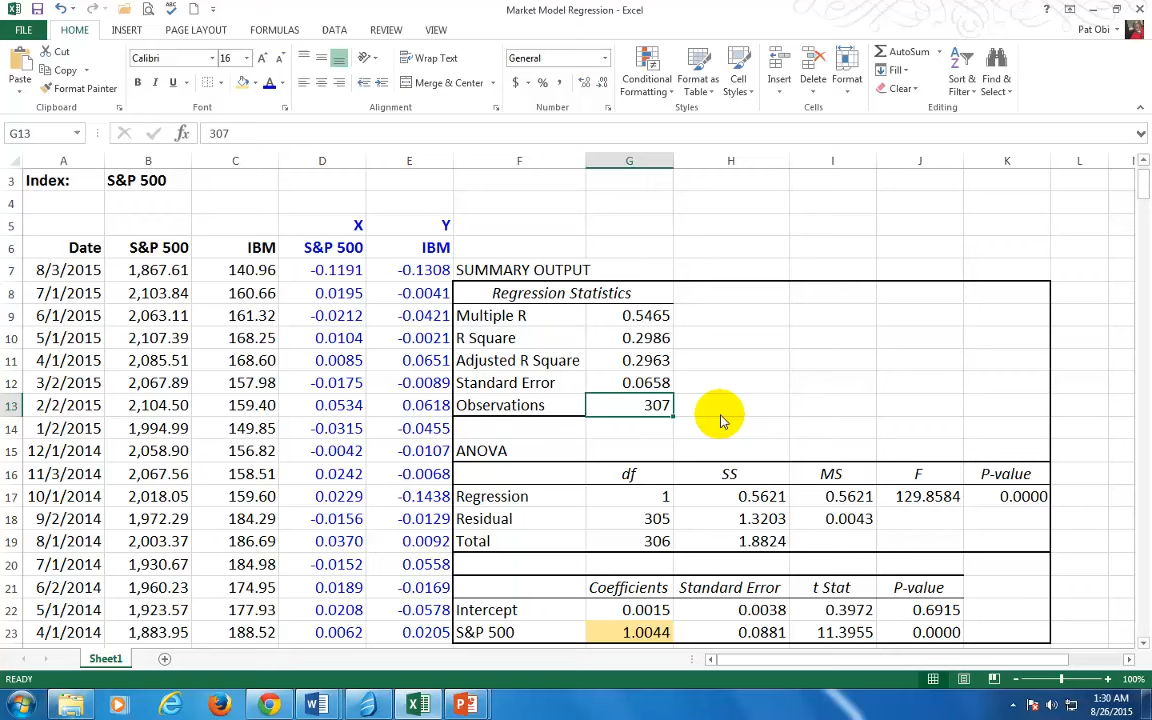 Market Model Regression - Excel
FILE HOME INSERT PAGE LAYOUT FORMULAS DATA REVIEW VIEW Pat Obi
Cut Calibri 16 Wrap Text General AutoSum
Copy Fill
Format Painter Merge & Center $ % , Clear
Paste B I U A Conditional Formatting Format as Table Cell Styles Insert Delete Format Sort & Filter Find & Select
Clipboard Font Alignment Number Styles Cells Editing
G13 fx 307
A B C D E F G H I J K L M
3 Index: S&P 500
4
5 X Y
6 Date S&P 500 IBM S&P 500 IBM
7 8/3/2015 1,867.61 140.96 -0.1191 -0.1308 SUMMARY OUTPUT
8 7/1/2015 2,103.84 160.66 0.0195 -0.0041 Regression Statistics
9 6/1/2015 2,063.11 161.32 -0.0212 -0.0421 Multiple R 0.5465
10 5/1/2015 2,107.39 168.25 0.0104 -0.0021 R Square 0.2986
11 4/1/2015 2,085.51 168.60 0.0085 0.0651 Adjusted R Square 0.2963
12 3/2/2015 2,067.89 157.98 -0.0175 -0.0089 Standard Error 0.0658
13 2/2/2015 2,104.50 159.40 0.0534 0.0618 Observations 307
14 1/2/2015 1,994.99 149.85 -0.0315 -0.0455
15 12/1/2014 2,058.90 156.82 -0.0042 -0.0107 ANOVA
16 11/3/2014 2,067.56 158.51 0.0242 -0.0068 df SS MS F P-value
17 10/1/2014 2,018.05 159.60 0.0229 -0.1438 Regression 1 0.5621 0.5621 129.8584 0.0000
18 9/2/2014 1,972.29 184.29 -0.0156 -0.0129 Residual 305 1.3203 0.0043
19 8/1/2014 2,003.37 186.69 0.0370 0.0092 Total 306 1.8824
20 7/1/2014 1,930.67 184.98 -0.0152 0.0558
21 6/2/2014 1,960.23 174.95 0.0189 -0.0169 Coefficients Standard Error t Stat P-value
22 5/1/2014 1,923.57 177.93 0.0208 -0.0578 Intercept 0.0015 0.0038 0.3972 0.6915
23 4/1/2014 1,883.95 188.52 0.0062 0.0205 S&P 500 1.0044 0.0881 11.3955 0.0000
Sheet1
READY 100%
1:30 AM
8/26/2015